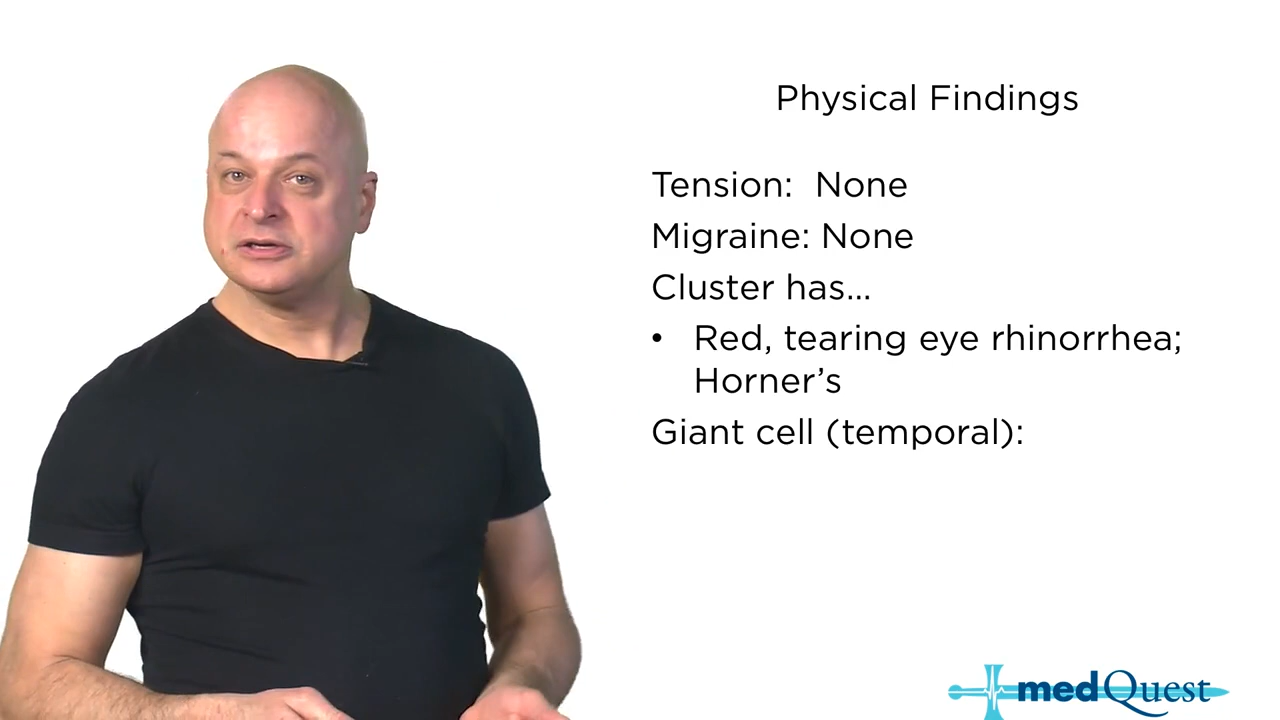 Physical Findings
Tension: None
Migraine: None
Cluster has...
• Red, tearing eye rhinorrhea;
Horner’s
Giant cell (temporal):
medQuest